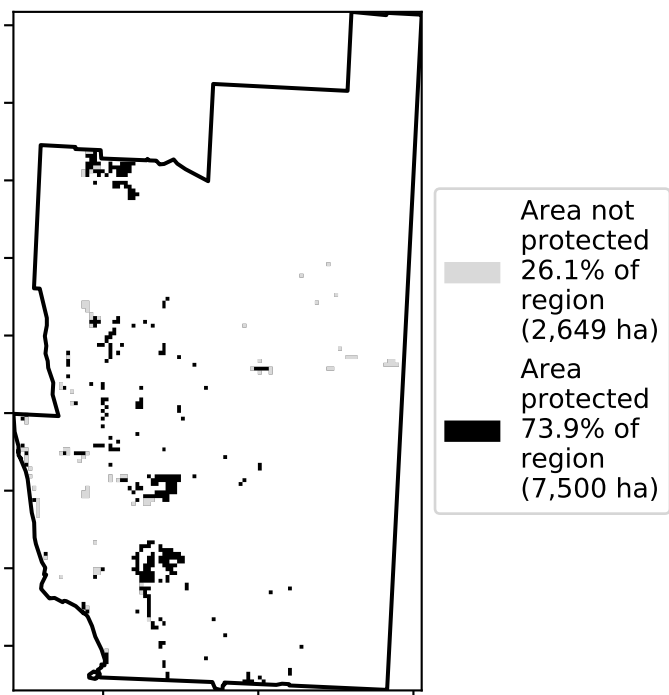 Area not
protected
26.1% of
region
(2,649 ha)
Area
protected
73.9% of
region
(7,500 ha)